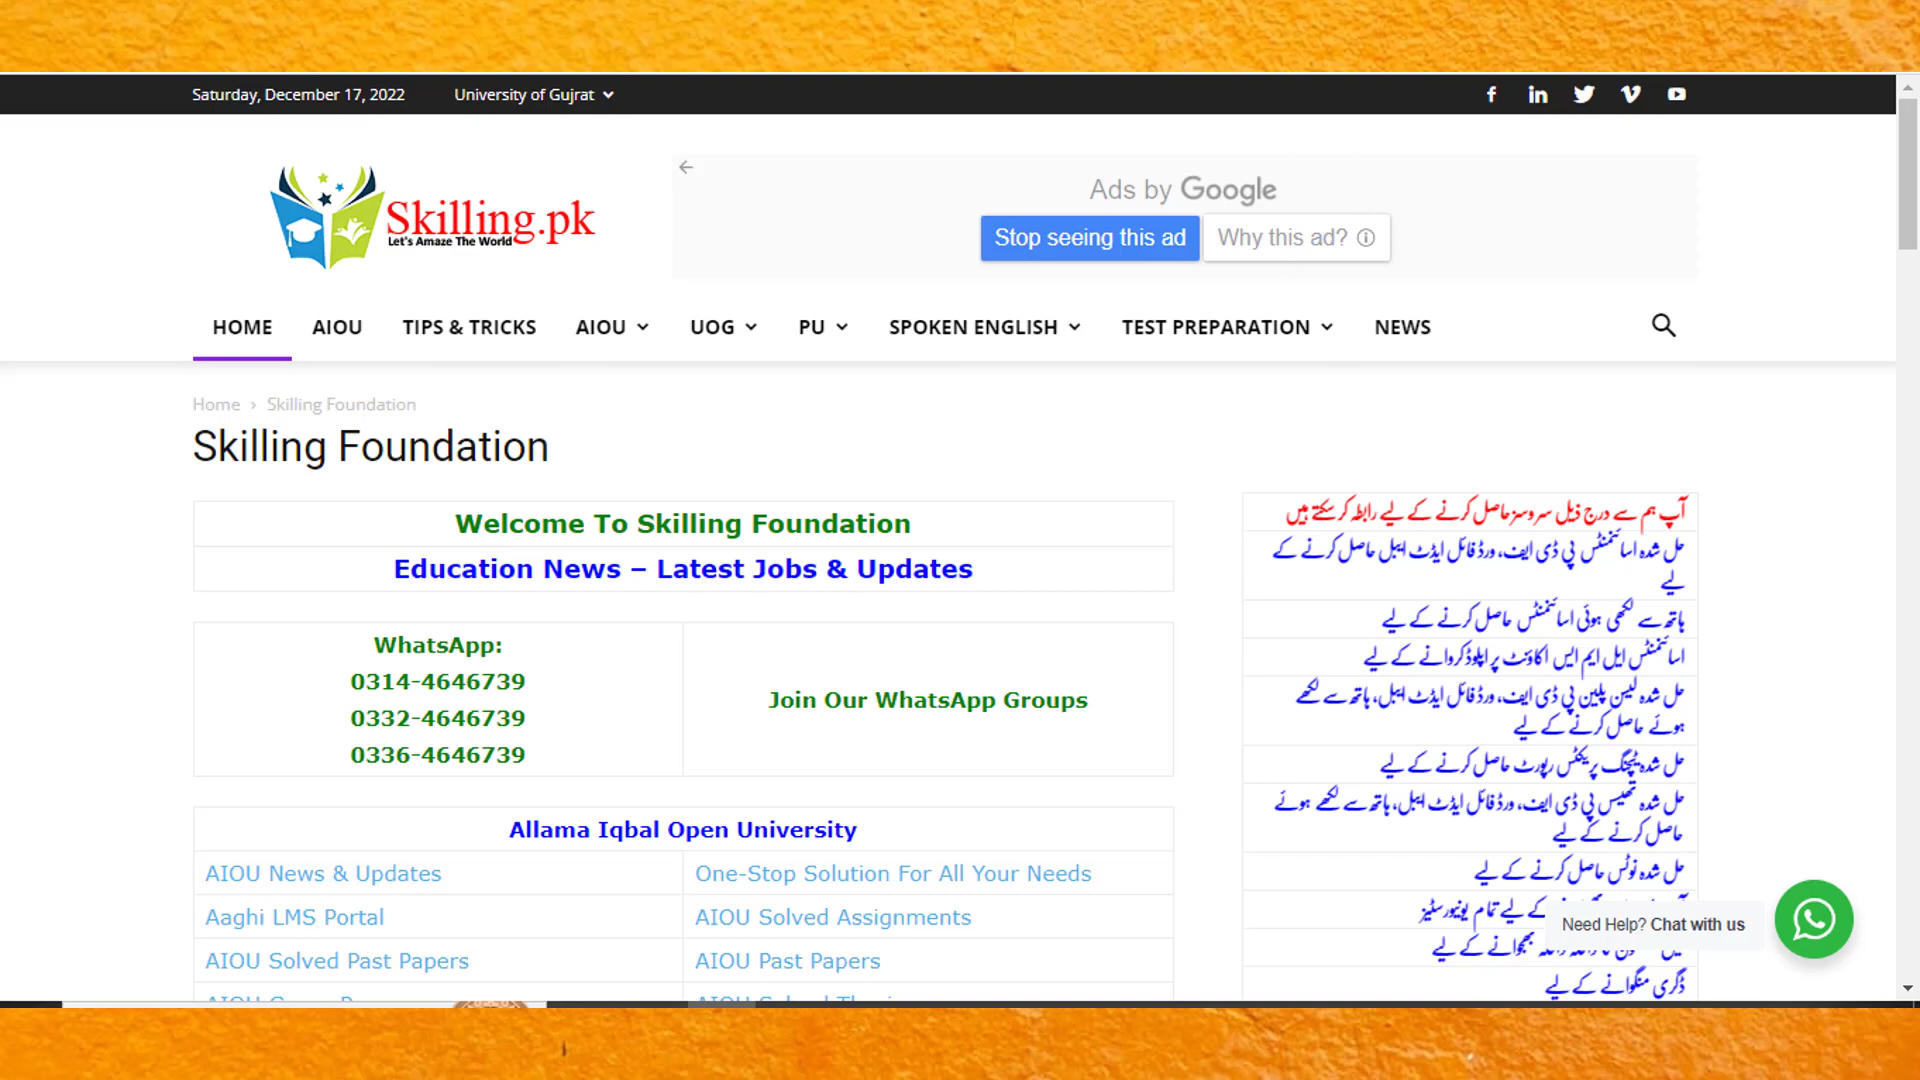 Saturday, December 17, 2022
University of Gujrat
Skilling.pk
Let's Amaze The World
Ads by Google
Stop seeing this ad
Why this ad?
HOME
AIOU
TIPS & TRICKS
AIOU
UOG
PU
SPOKEN ENGLISH
TEST PREPARATION
NEWS
Home › Skilling Foundation
Skilling Foundation
Welcome To Skilling Foundation
Education News – Latest Jobs & Updates
WhatsApp:
0314-4646739
0332-4646739
0336-4646739
Join Our WhatsApp Groups
Allama Iqbal Open University
AIOU News & Updates
One-Stop Solution For All Your Needs
Aaghi LMS Portal
AIOU Solved Assignments
AIOU Solved Past Papers
AIOU Past Papers
آپ ہم سے درج ذیل سروسز حاصل کرنے کے لیے رابطہ کر سکتے ہیں
حل شدہ اسائنمنٹس پی ڈی ایف، ورڈ فائل ایڈٹ ایبل حاصل کرنے کے
لیے
ہاتھ سے لکھی ہوئی اسائنمنٹس حاصل کرنے کے لیے
اسائنمنٹس ایل ایم ایس اکاؤنٹ پر اپلوڈ کروانے کے لیے
حل شدہ لیسن پلین پی ڈی ایف، ورڈ فائل ایڈٹ ایبل، ہاتھ سے لکھے
ہوئے حاصل کرنے کے لیے
حل شدہ ٹیچنگ پریکٹس رپورٹ حاصل کرنے کے لیے
حل شدہ تھیسس پی ڈی ایف، ورڈ فائل ایڈٹ ایبل، ہاتھ سے لکھے ہوئے
حاصل کرنے کے لیے
حل شدہ نوٹس حاصل کرنے کے لیے
کے لیے تمام یونیورسٹیز
بھجوانے کے لیے
ڈگری منگوانے کے لیے
Need Help? Chat with us